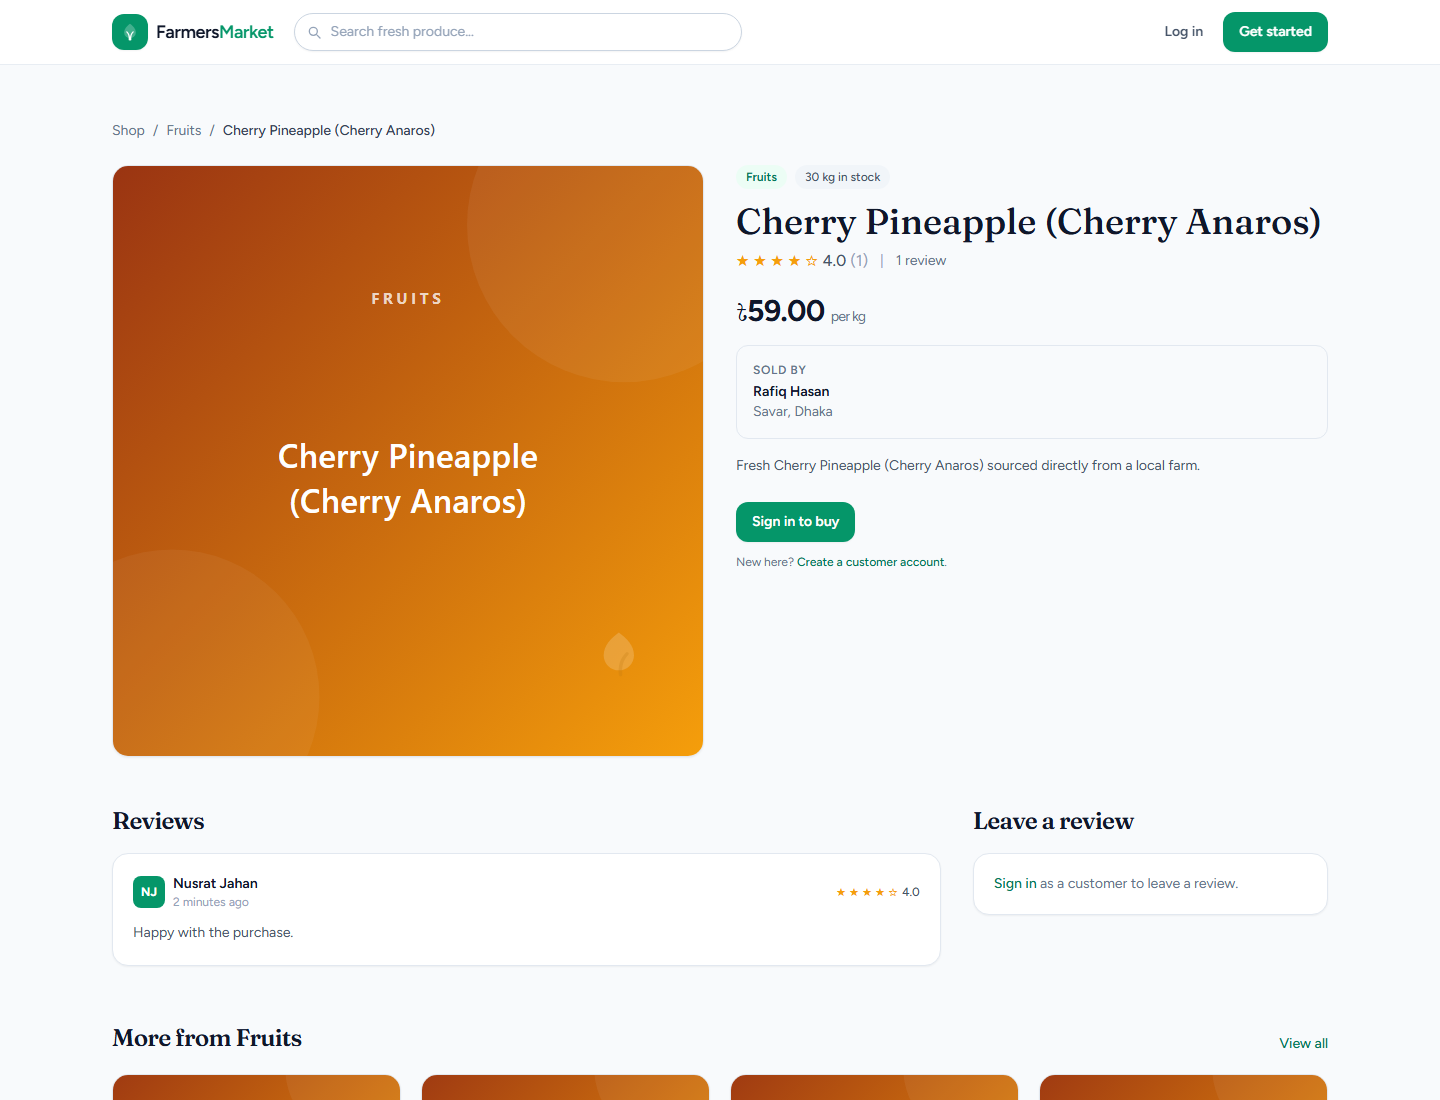 FarmersMarket
Search fresh produce...
Log in
Get started
Shop / Fruits / Cherry Pineapple (Cherry Anaros)
FRUITS
Cherry Pineapple
(Cherry Anaros)
Fruits
30 kg in stock
Cherry Pineapple (Cherry Anaros)
★ ★ ★ ★ ☆ 4.0 (1) | 1 review
৳59.00 per kg
SOLD BY
Rafiq Hasan
Savar, Dhaka
Fresh Cherry Pineapple (Cherry Anaros) sourced directly from a local farm.
Sign in to buy
New here? Create a customer account.
Reviews
NJ
Nusrat Jahan
2 minutes ago
★ ★ ★ ★ ☆ 4.0
Happy with the purchase.
Leave a review
Sign in as a customer to leave a review.
More from Fruits
View all